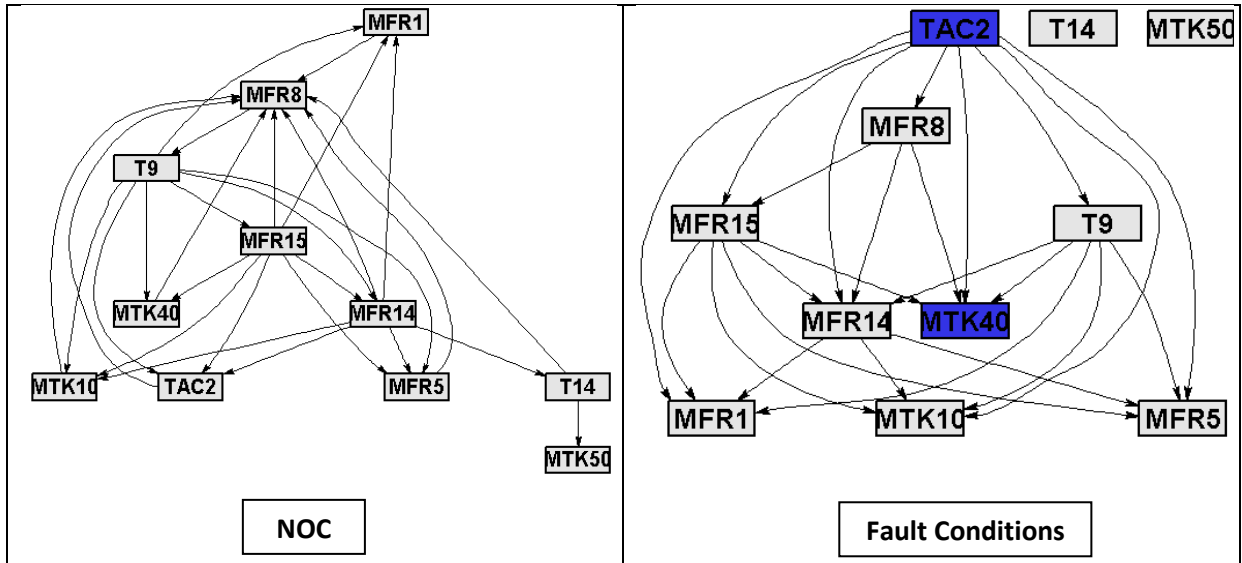 MFR1
MFR8
T9
MFR15
MTK40
MFR14
MTK10
TAC2
MFR5
T14
MTK50
NOC
TAC2
T14
MTK50
MFR8
MFR15
T9
MFR14
MTK40
MFR1
MTK10
MFR5
Fault Conditions